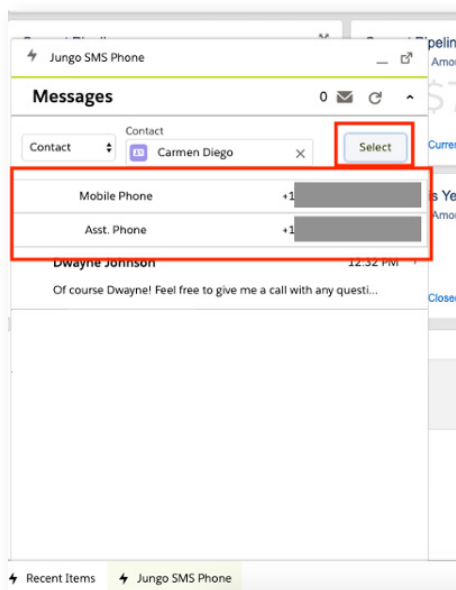 Jungo SMS Phone
Amo
Messages
0
Contact
Contact
Carmen Diego
Select
Mobile Phone
+1
Asst. Phone
+1
Dwayne Johnson
12:32 PM
Of course Dwayne! Feel free to give me a call with any questi...
Recent Items
Jungo SMS Phone